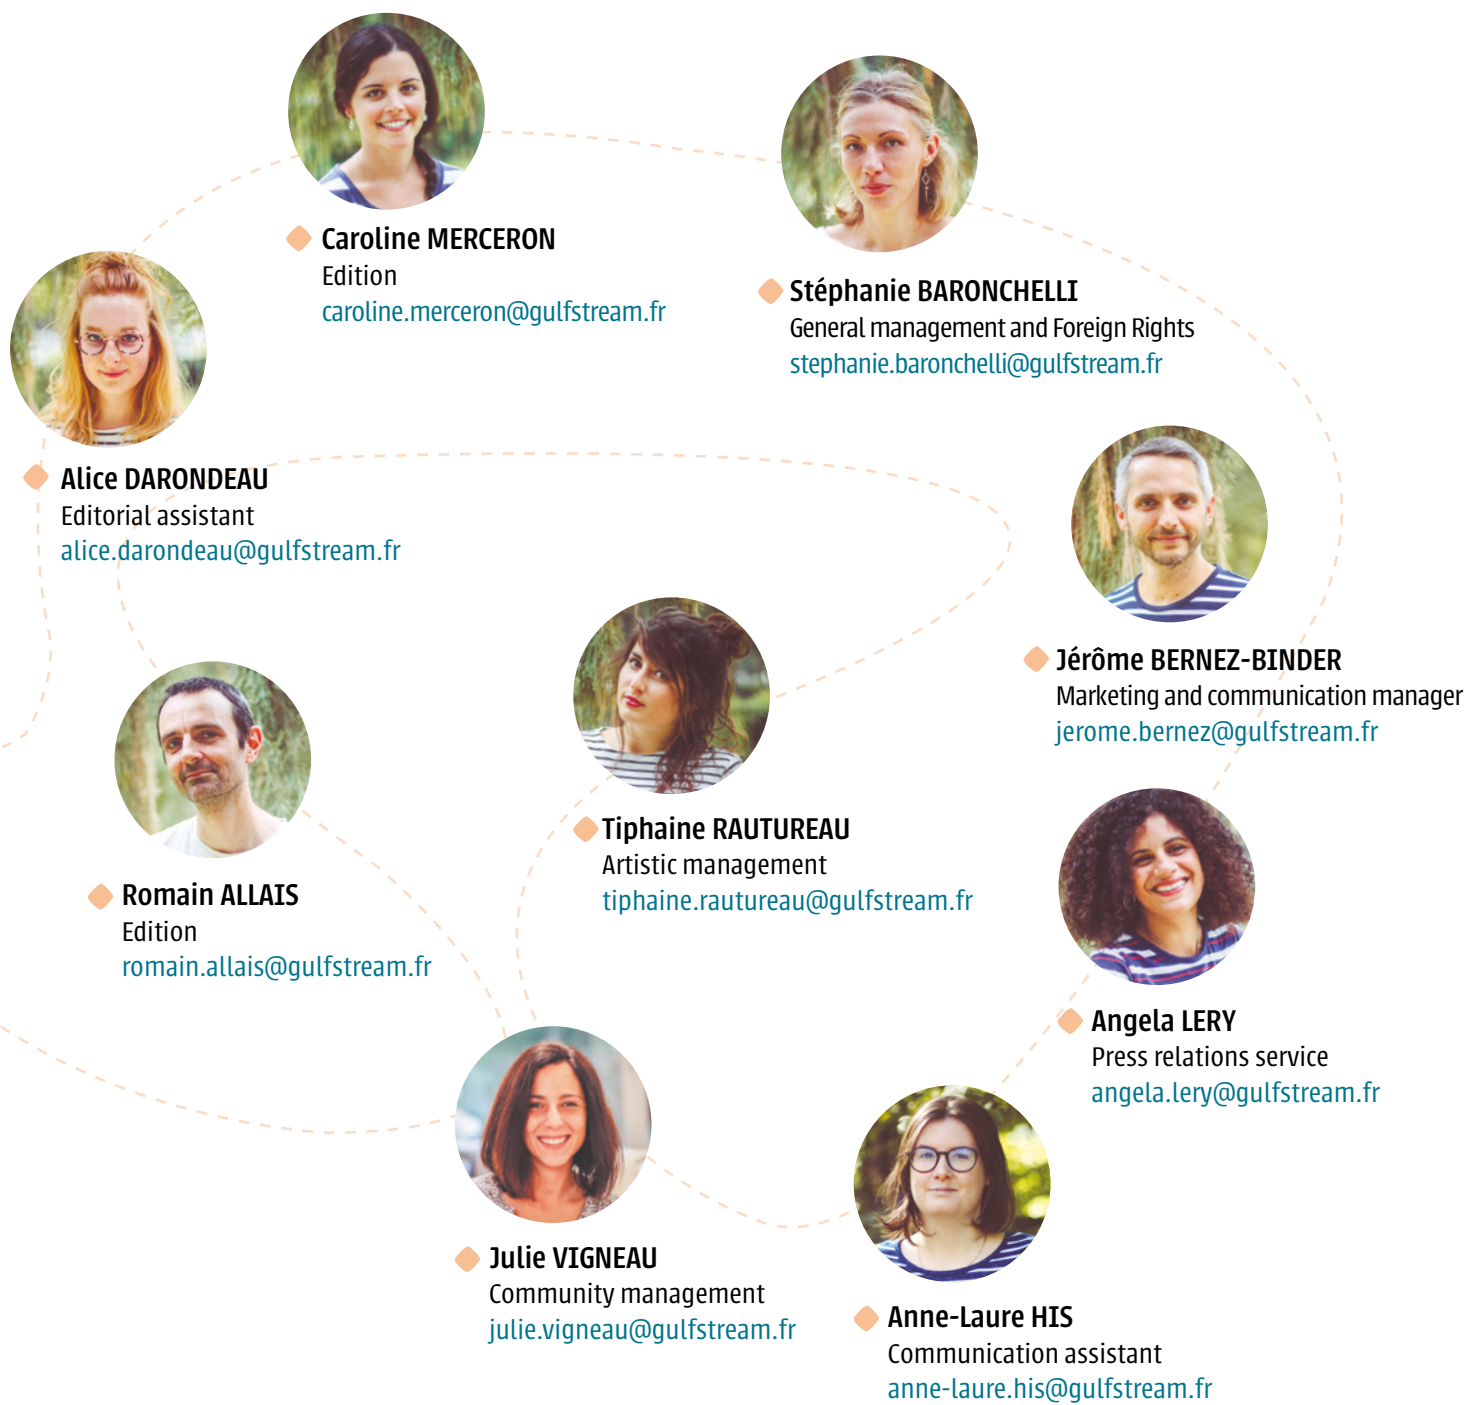 Caroline MERCERON
Edition
caroline.merceron@gulfstream.fr
Stéphanie BARONCHELLI
General management and Foreign Rights
stephanie.baronchelli@gulfstream.fr
Alice DARONDEAU
Editorial assistant
alice.darondeau@gulfstream.fr
Jérôme BERNEZ-BINDER
Marketing and communication manager
jerome.bernez@gulfstream.fr
Tiphaine RAUTUREAU
Artistic management
tiphaine.rautureau@gulfstream.fr
Romain ALLAIS
Edition
romain.allais@gulfstream.fr
Angela LERY
Press relations service
angela.lery@gulfstream.fr
Julie VIGNEAU
Community management
julie.vigneau@gulfstream.fr
Anne-Laure HIS
Communication assistant
anne-laure.his@gulfstream.fr